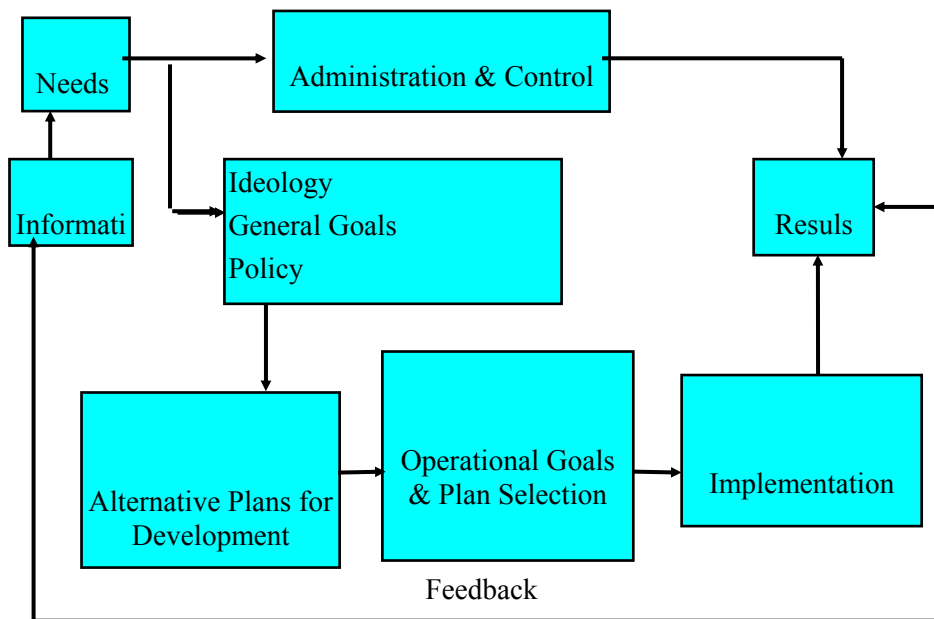 Needs
Administration & Control
Informati
Ideology
General Goals
Policy
Resuls
Alternative Plans for
Development
Operational Goals
& Plan Selection
Implementation
Feedback